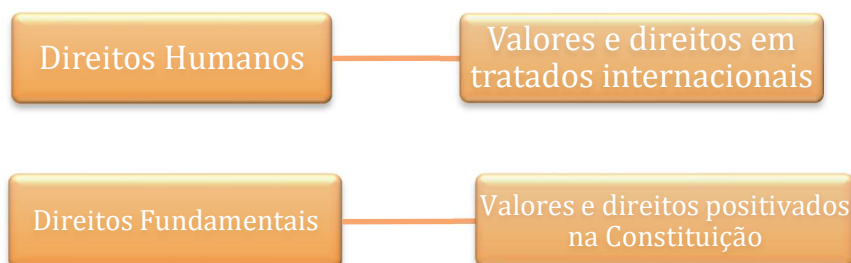 Direitos Humanos
Valores e direitos em
tratados internacionais
Direitos Fundamentais
Valores e direitos positivados
na Constituição